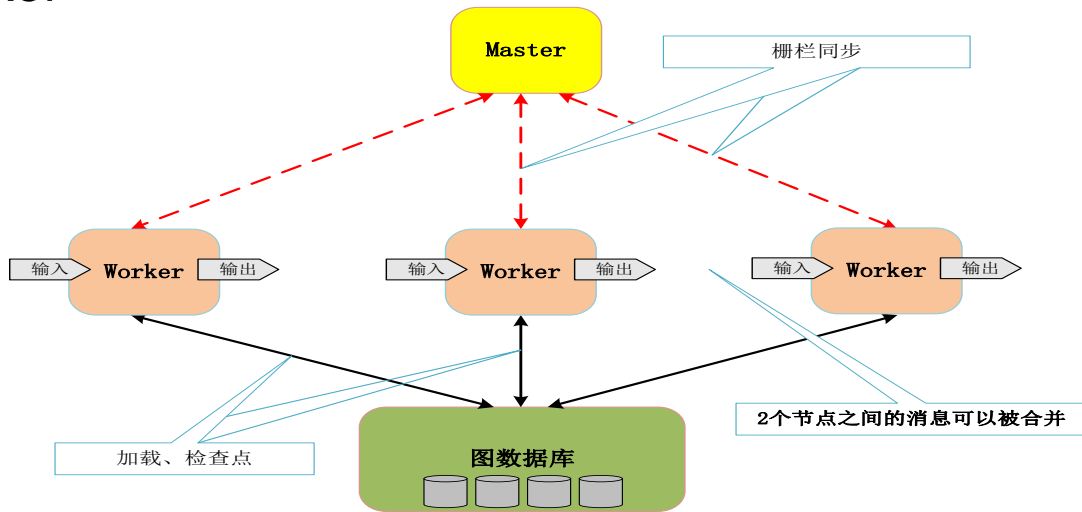 Master
栅栏同步
输入
Worker
输出
输入
Worker
输出
输入
Worker
输出
2个节点之间的消息可以被合并
加载、检查点
图数据库